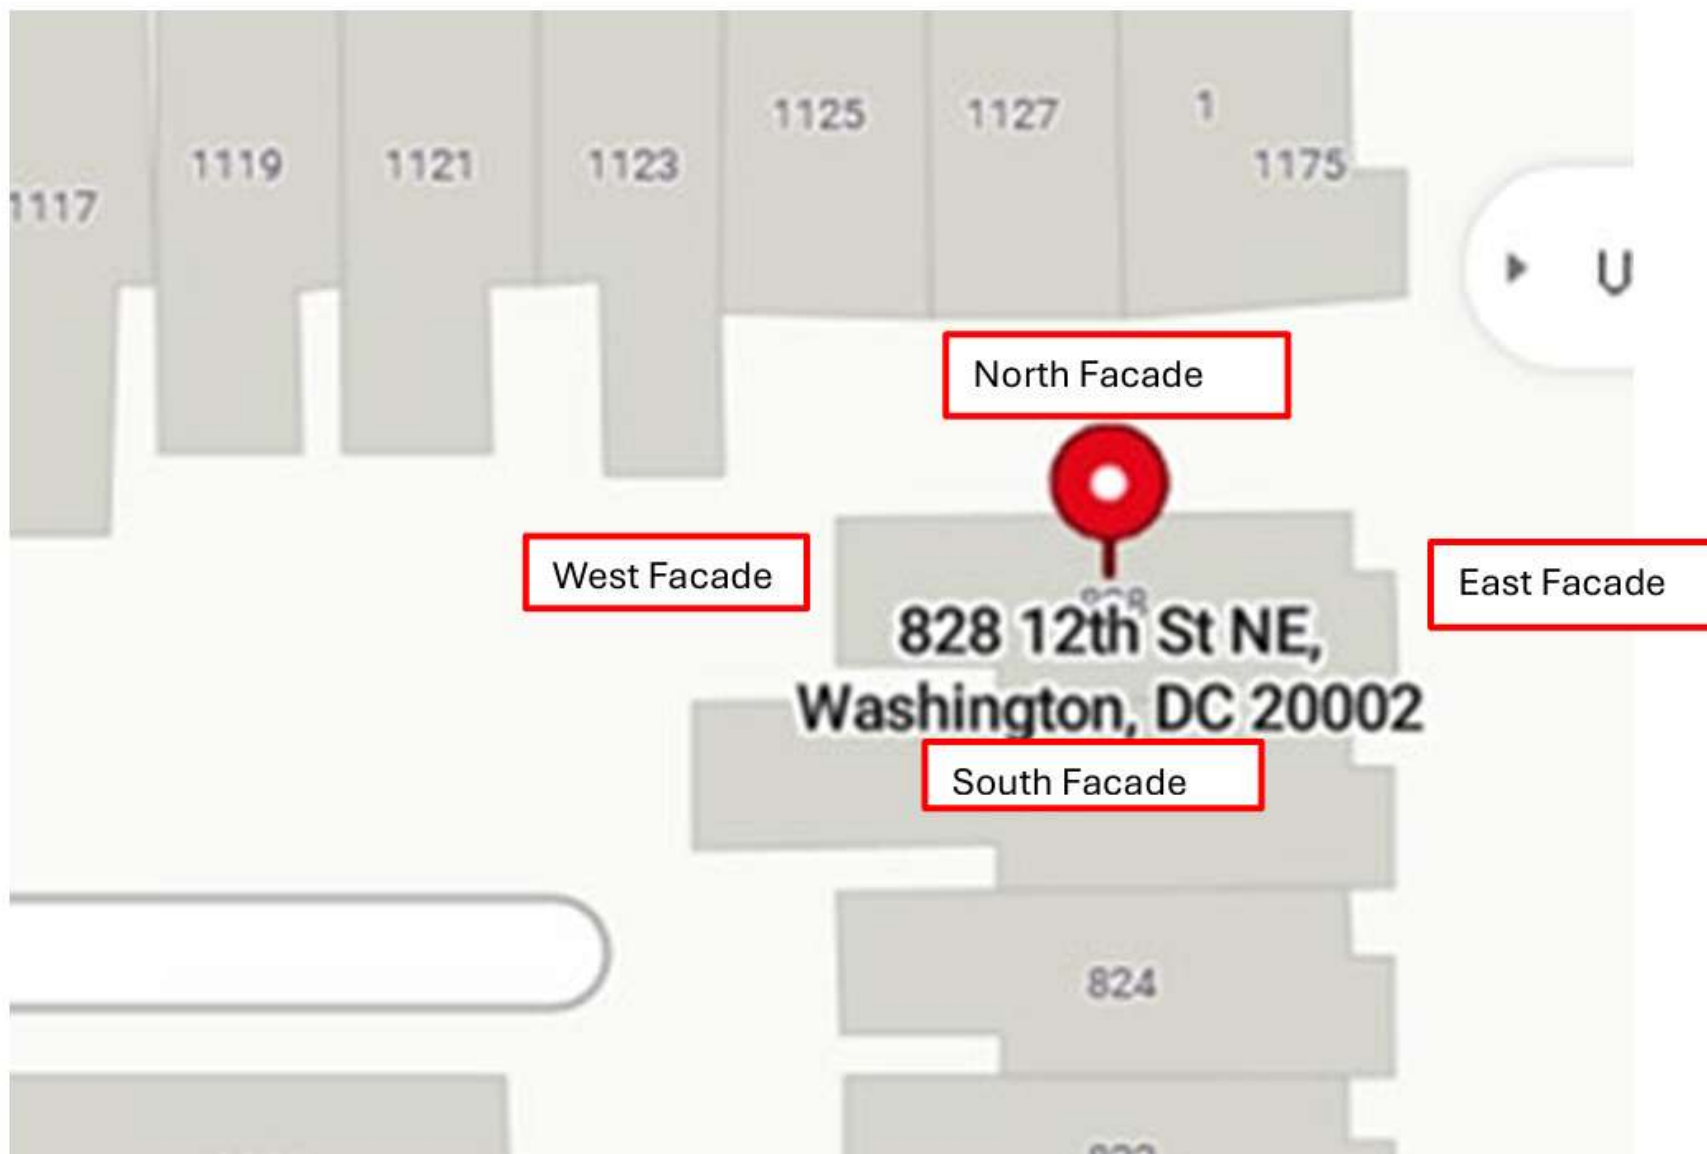 1125
1127
1
1119
1121
1123
1175
1117
U
North Facade
West Facade
East Facade
828 12th St NE,
Washington, DC 20002
South Facade
824